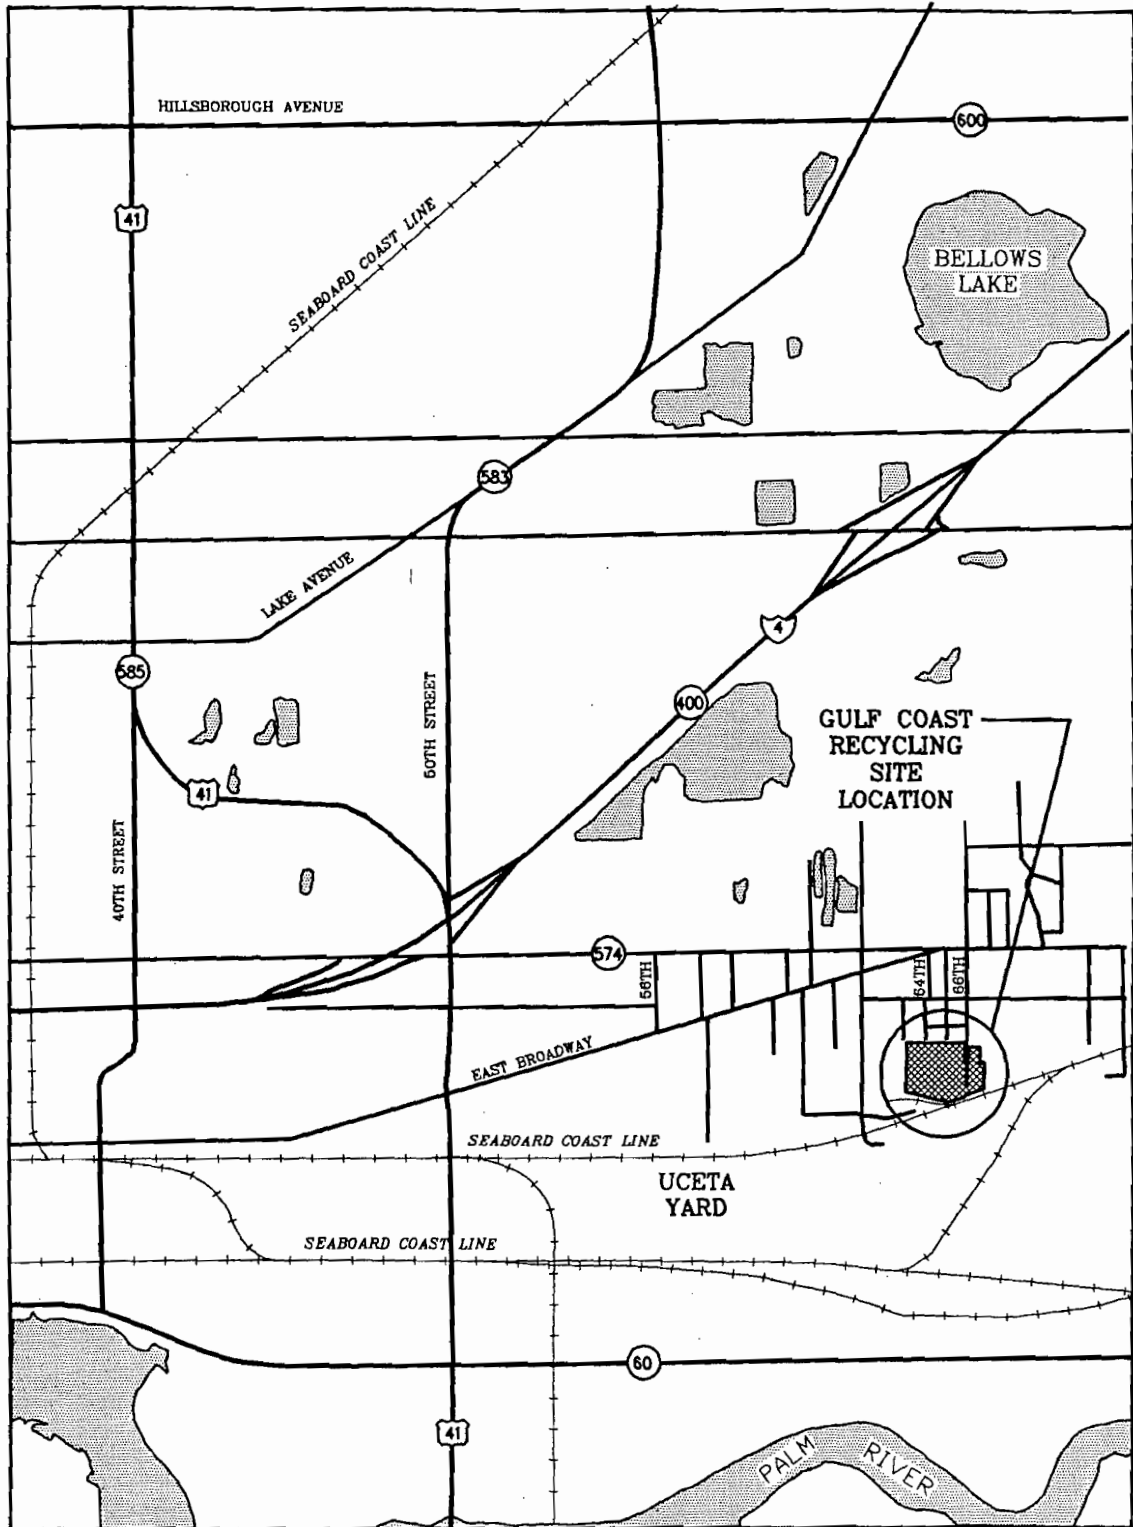 HILLSBOROUGH AVENUE
600
41
SEABOARD COAST LINE
BELLOWS
LAKE
583
LAKE AVENUE
4
585
400
50TH STREET
GULF COAST
RECYCLING
SITE
LOCATION
41
40TH STREET
574
56TH
64TH
66TH
EAST BROADWAY
SEABOARD COAST LINE
UCETA
YARD
SEABOARD COAST LINE
60
41
PALM RIVER